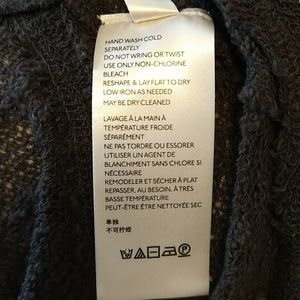 HAND WASH COLD
SEPARATELY
DO NOT WRING OR TWIST
USE ONLY NON-CHLORINE
BLEACH
RESHAPE & LAY FLAT TO DRY
LOW IRON AS NEEDED
MAY BE DRY CLEANED
LAVAGE À LA MAIN À
TEMPÉRATURE FROIDE
SÉPARÉMENT
NE PAS TORDRE OU ESSORER
UTILISER UN AGENT DE
BLANCHIMENT SANS CHLORE SI
NÉCESSAIRE
REMODELER ET SÉCHER À PLAT
REPASSER, AU BESOIN, À TRÈS
BASSE TEMPÉRATURE
PEUT-ÊTRE ÊTRE NETTOYÉE SEC
单独
不可拧绞